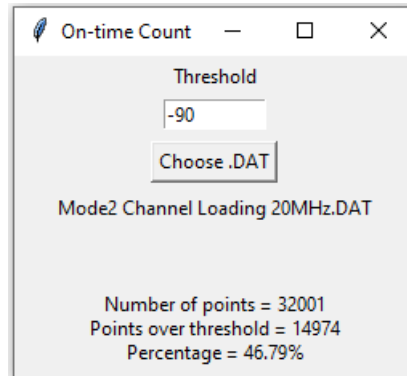 On-time Count
Threshold
-90
Choose .DAT
Mode2 Channel Loading 20MHz.DAT
Number of points = 32001
Points over threshold = 14974
Percentage = 46.79%